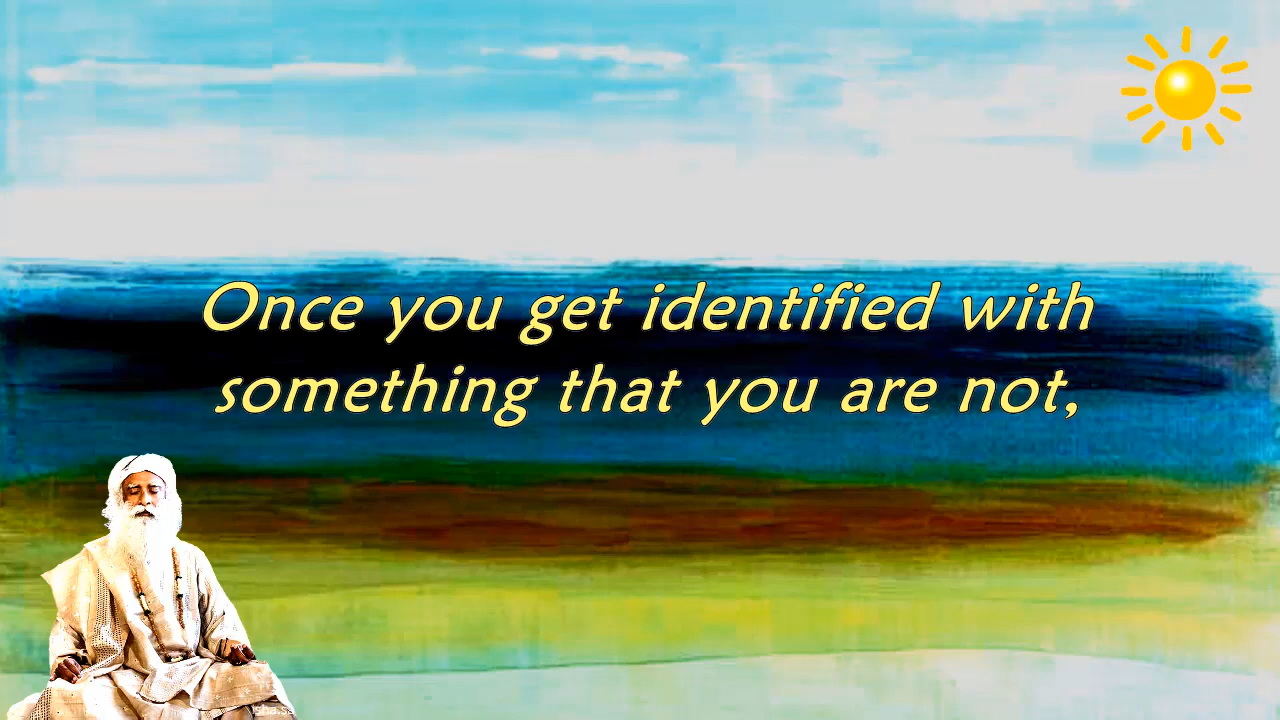 Once you get identified with
something that you are not,